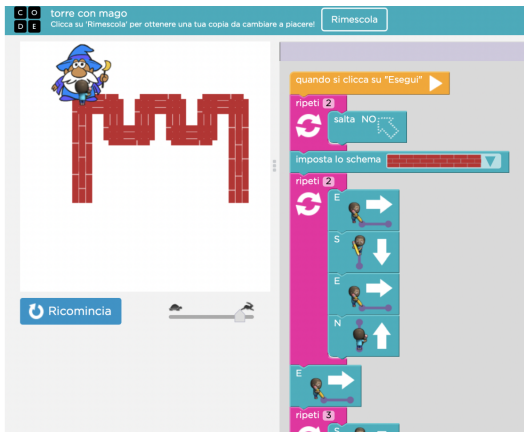 C O
D E
torre con mago
Clicca su 'Rimescola' per ottenere una tua copia da cambiare a piacere!
Rimescola
quando si clicca su "Esegui"
ripeti 2
salta NO
imposta lo schema
ripeti 2
E
S
E
N
E
ripeti 3
S
Ricomincia